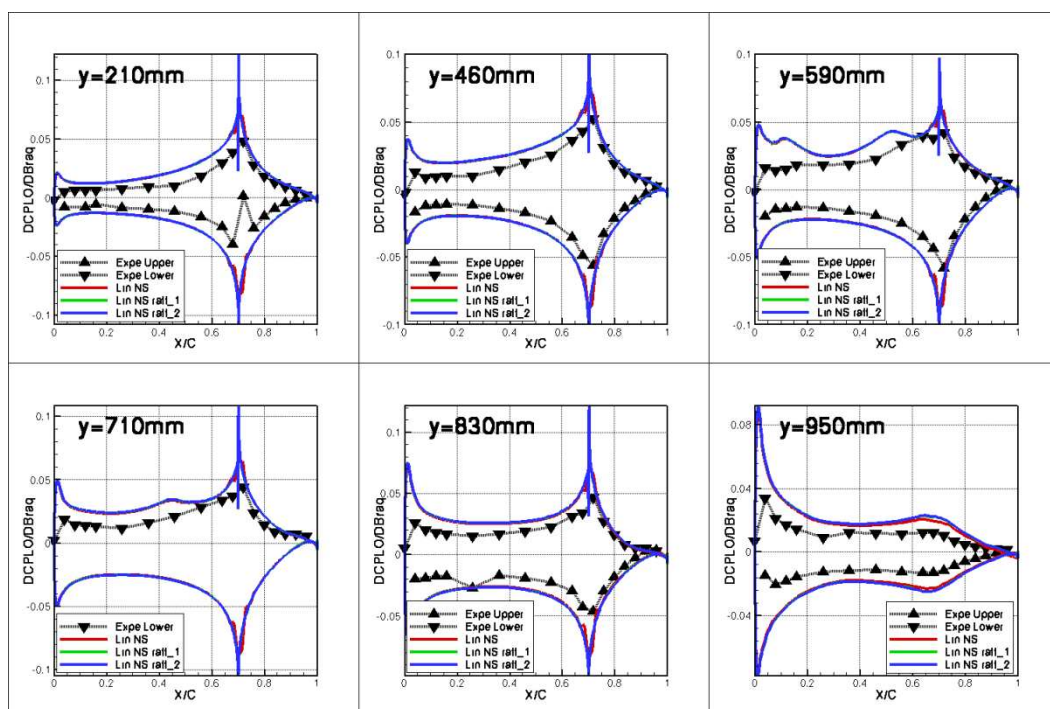 y=210mm
DCPLO/DBraq
0.1
0.05
0
-0.05
-0.1
Expe Upper
Expe Lower
Lin NS
Lin NS raff_1
Lin NS raff_2
0 0.2 0.4 0.6 0.8 1
X/C
y=460mm
DCPLO/DBraq
0.1
0.05
0
-0.05
-0.1
Expe Upper
Expe Lower
Lin NS
Lin NS raff_1
Lin NS raff_2
0 0.2 0.4 0.6 0.8 1
X/C
y=590mm
DCPLO/DBraq
0.1
0.05
0
-0.05
-0.1
Expe Upper
Expe Lower
Lin NS
Lin NS raff_1
Lin NS raff_2
0 0.2 0.4 0.6 0.8 1
X/C
y=710mm
DCPLO/DBraq
0.1
0.05
0
-0.05
-0.1
Expe Lower
Lin NS
Lin NS raff_1
Lin NS raff_2
0 0.2 0.4 0.6 0.8 1
X/C
y=830mm
DCPLO/DBraq
0.1
0.05
0
-0.05
Expe Upper
Expe Lower
Lin NS
Lin NS raff_1
Lin NS raff_2
0 0.2 0.4 0.6 0.8 1
X/C
y=950mm
DCPLO/DBraq
0.08
0.04
0
-0.04
Expe Upper
Expe Lower
Lin NS
Lin NS raff_1
Lin NS raff_2
0 0.2 0.4 0.6 0.8 1
X/C